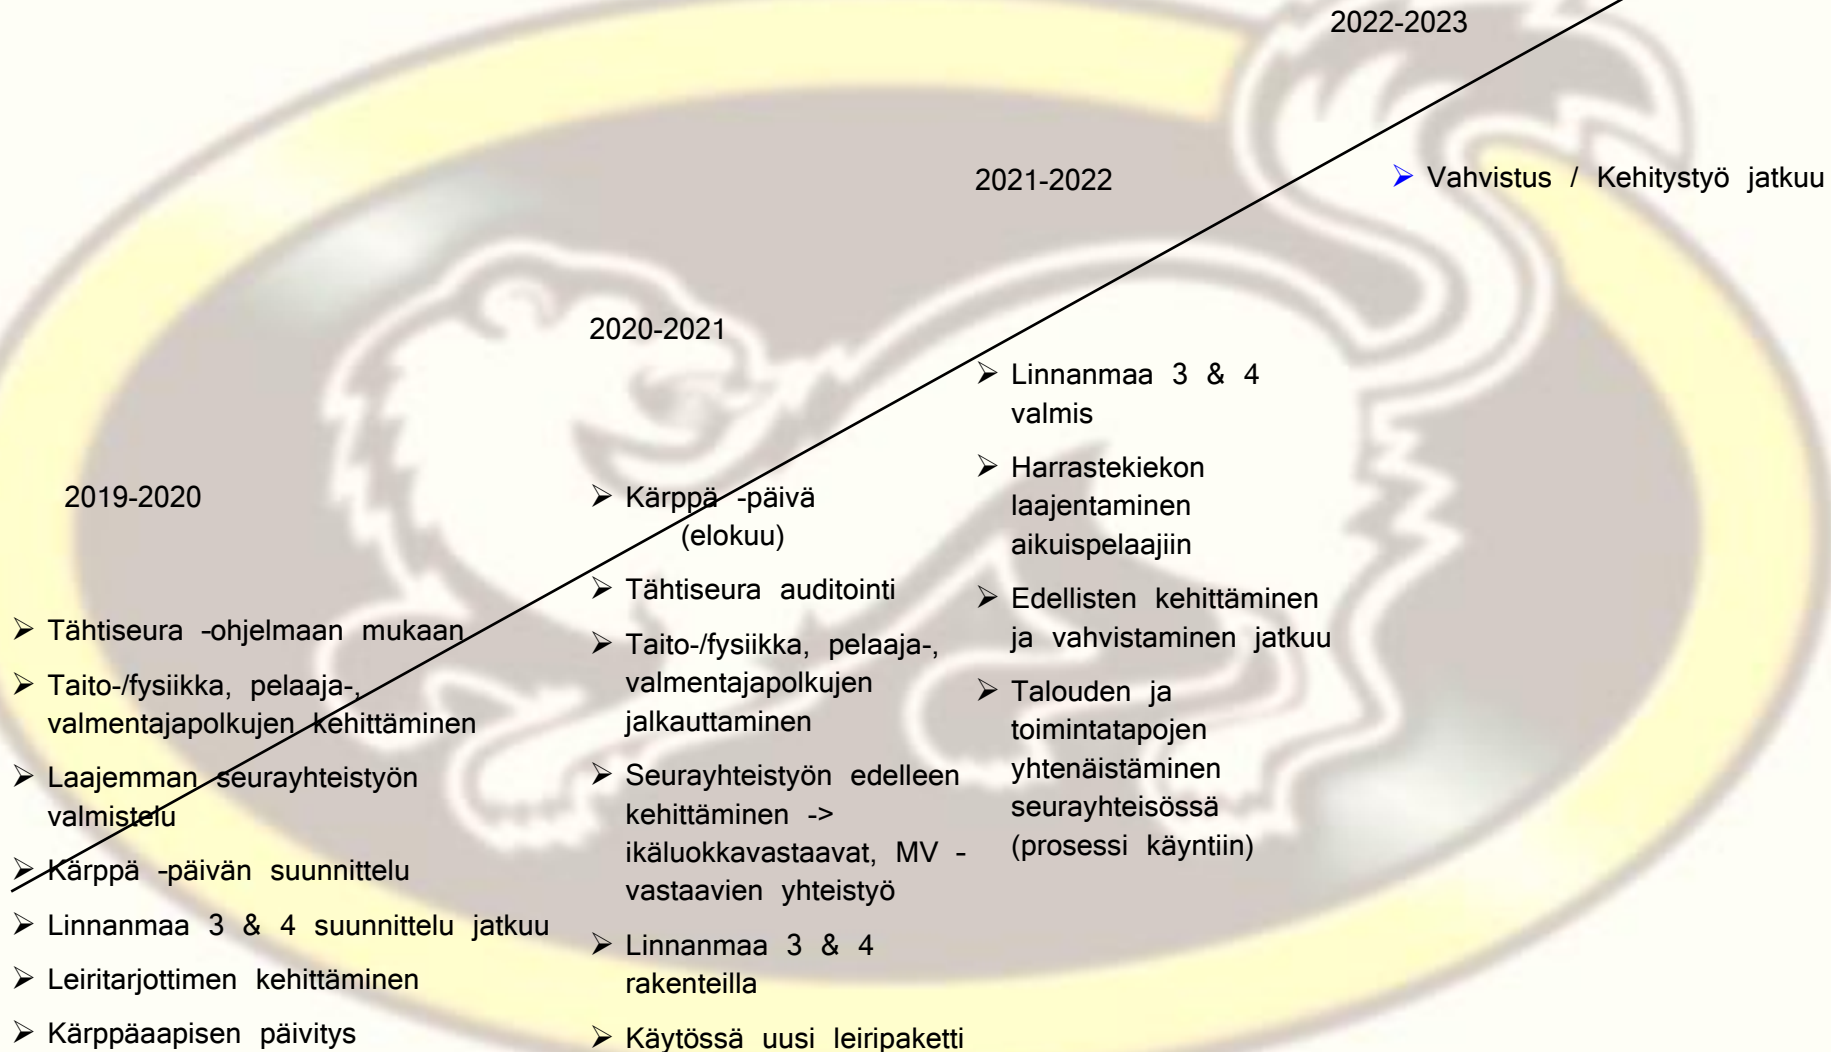 2019-2020
➢ Tähtiseura -ohjelmaan mukaan
➢ Taito-/fysiikka, pelaaja-,
valmentajapolkujen kehittäminen
➢ Laajemman seurayhteistyön
valmistelu
➢ Kärppä -päivän suunnittelu
➢ Linnanmaa 3 & 4 suunnittelu jatkuu
➢ Leiritarjottimen kehittäminen
➢ Kärppäaapisen päivitys
2020-2021
➢ Kärppä -päivä
(elokuu)
➢ Tähtiseura auditointi
➢ Taito-/fysiikka, pelaaja-,
valmentajapolkujen
jalkauttaminen
➢ Seurayhteistyön edelleen
kehittäminen ->
ikäluokkavastaavat, MV -
vastaavien yhteistyö
➢ Linnanmaa 3 & 4
rakenteilla
➢ Käytössä uusi leiripaketti
2021-2022
➢ Linnanmaa 3 & 4
valmis
➢ Harrastekiekon
laajentaminen
aikuispelaajiin
➢ Edellisten kehittäminen
ja vahvistaminen jatkuu
➢ Talouden ja
toimintatapojen
yhtenäistäminen
seurayhteisössä
(prosessi käyntiin)
2022-2023
➢ Vahvistus / Kehitystyö jatkuu